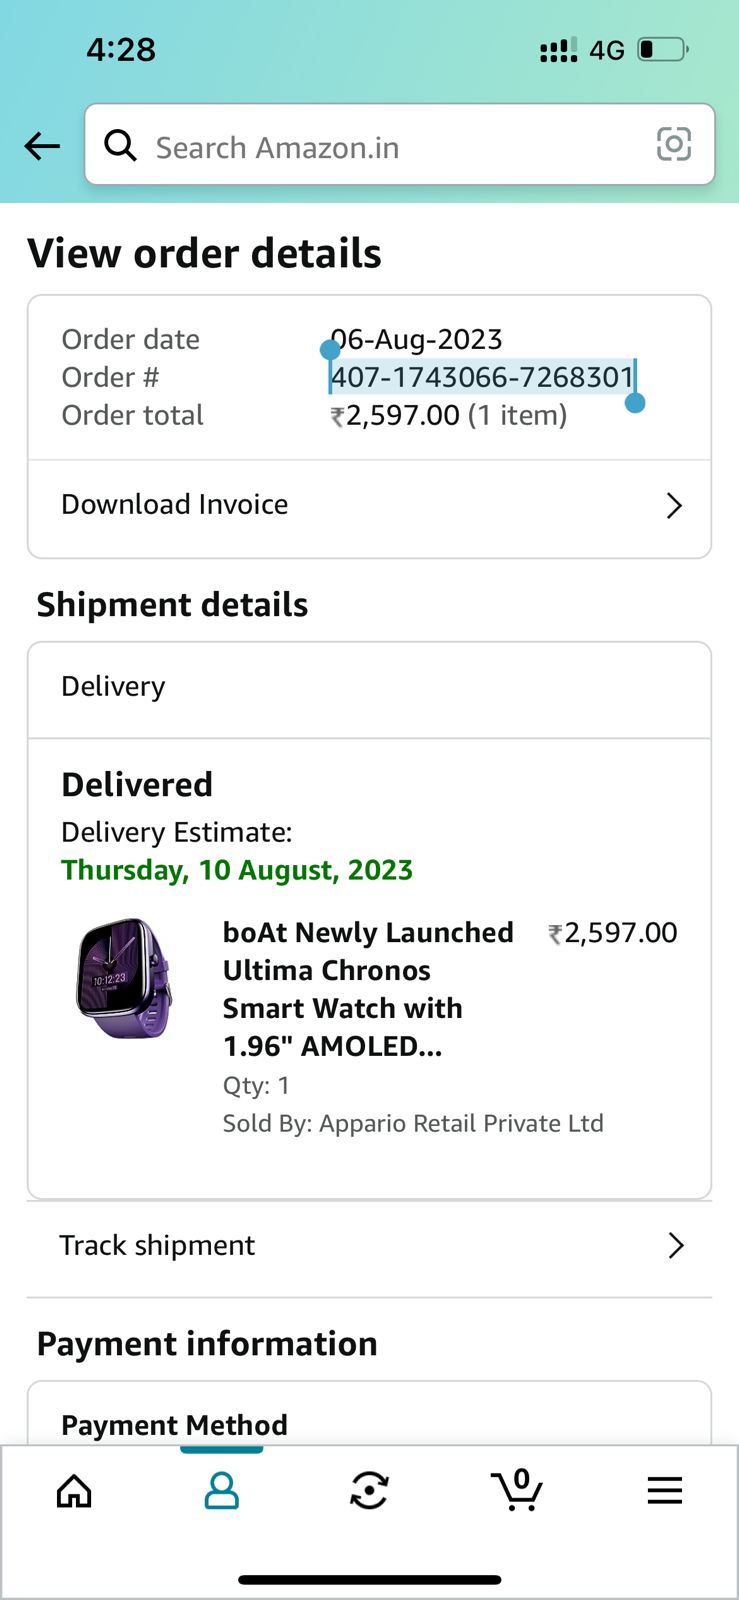 4:28
4G
Search Amazon.in
View order details
Order date 06-Aug-2023
Order # 407-1743066-7268301
Order total ₹2,597.00 (1 item)
Download Invoice
Shipment details
Delivery
Delivered
Delivery Estimate:
Thursday, 10 August, 2023
boAt Newly Launched ₹2,597.00
Ultima Chronos
Smart Watch with
1.96" AMOLED...
Qty: 1
Sold By: Appario Retail Private Ltd
10:12:23
Track shipment
Payment information
Payment Method
0